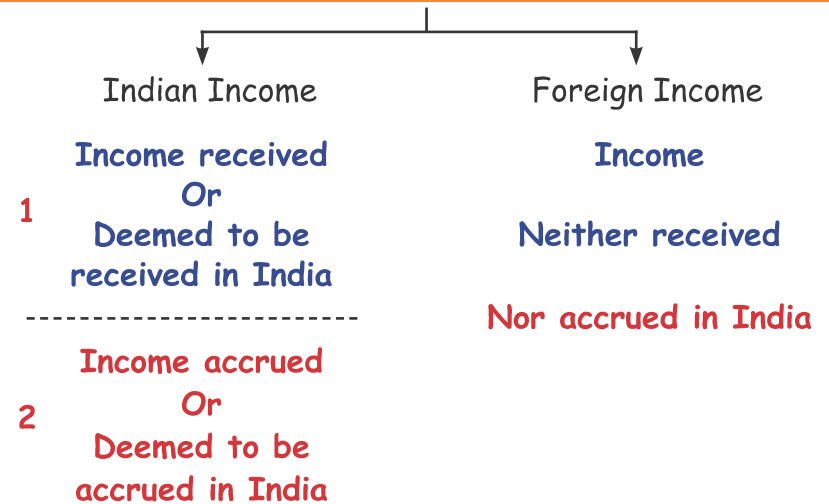 Indian Income
Income received
Or
1
Deemed to be
received in India
Income accrued
Or
2
Deemed to be
accrued in India
Foreign Income
Income
Neither received
Nor accrued in India